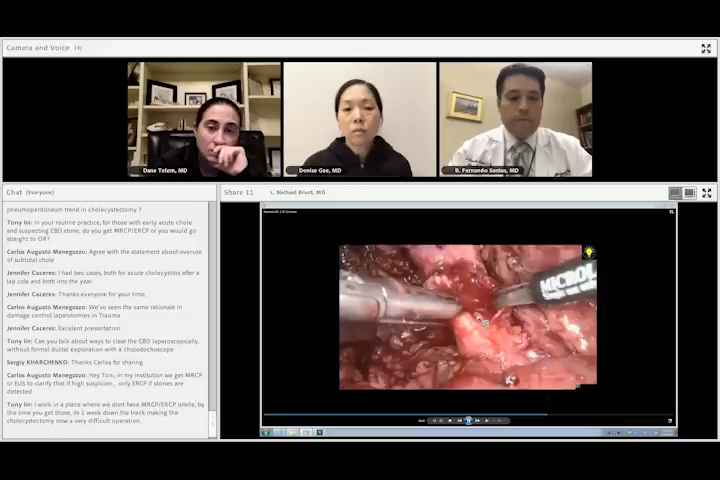 Camera and Voice (3)
Dana Telem, MD
Denise Gee, MD
B. Fernando Santos, MD
Chat (Everyone)
pneumoperitoneum trend in cholecystectomy ?
Tony lin: In your routine practice, for those with early acute chole
and suspecting CBD stone, do you get MRCP/ERCP or you would go
straight to OR?
Carlos Augusto Menegozzo: Agree with the statement about overuse
of subtotal chole
Jennifer Caceres: I had two cases, both for acute cholecystitis after a
lap cole and both into the year.
Jennifer Caceres: Thanks everyone for your time.
Carlos Augusto Menegozzo: We've seen the same rationale in
damage control laparotomies in Trauma
Jennifer Caceres: Excelent presentation
Tony lin: Can you talk about ways to clear the CBD laparoscopically,
without formal ductal exploration with a choledochoscope
Sergiy KHARCHENKO: Thanks Carlos for sharing
Carlos Augusto Menegozzo: Hey Toni, in my institution we get MRCP
or EUS to clarify that if high suspicion... only ERCP if stones are
detected
Tony lin: I work in a place where we dont have MRCP/ERCP onsite, by
the time you get those, its 1 week down the track making the
cholecystectomy now a very difficult operation.
Share 11
L. Michael Brunt, MD